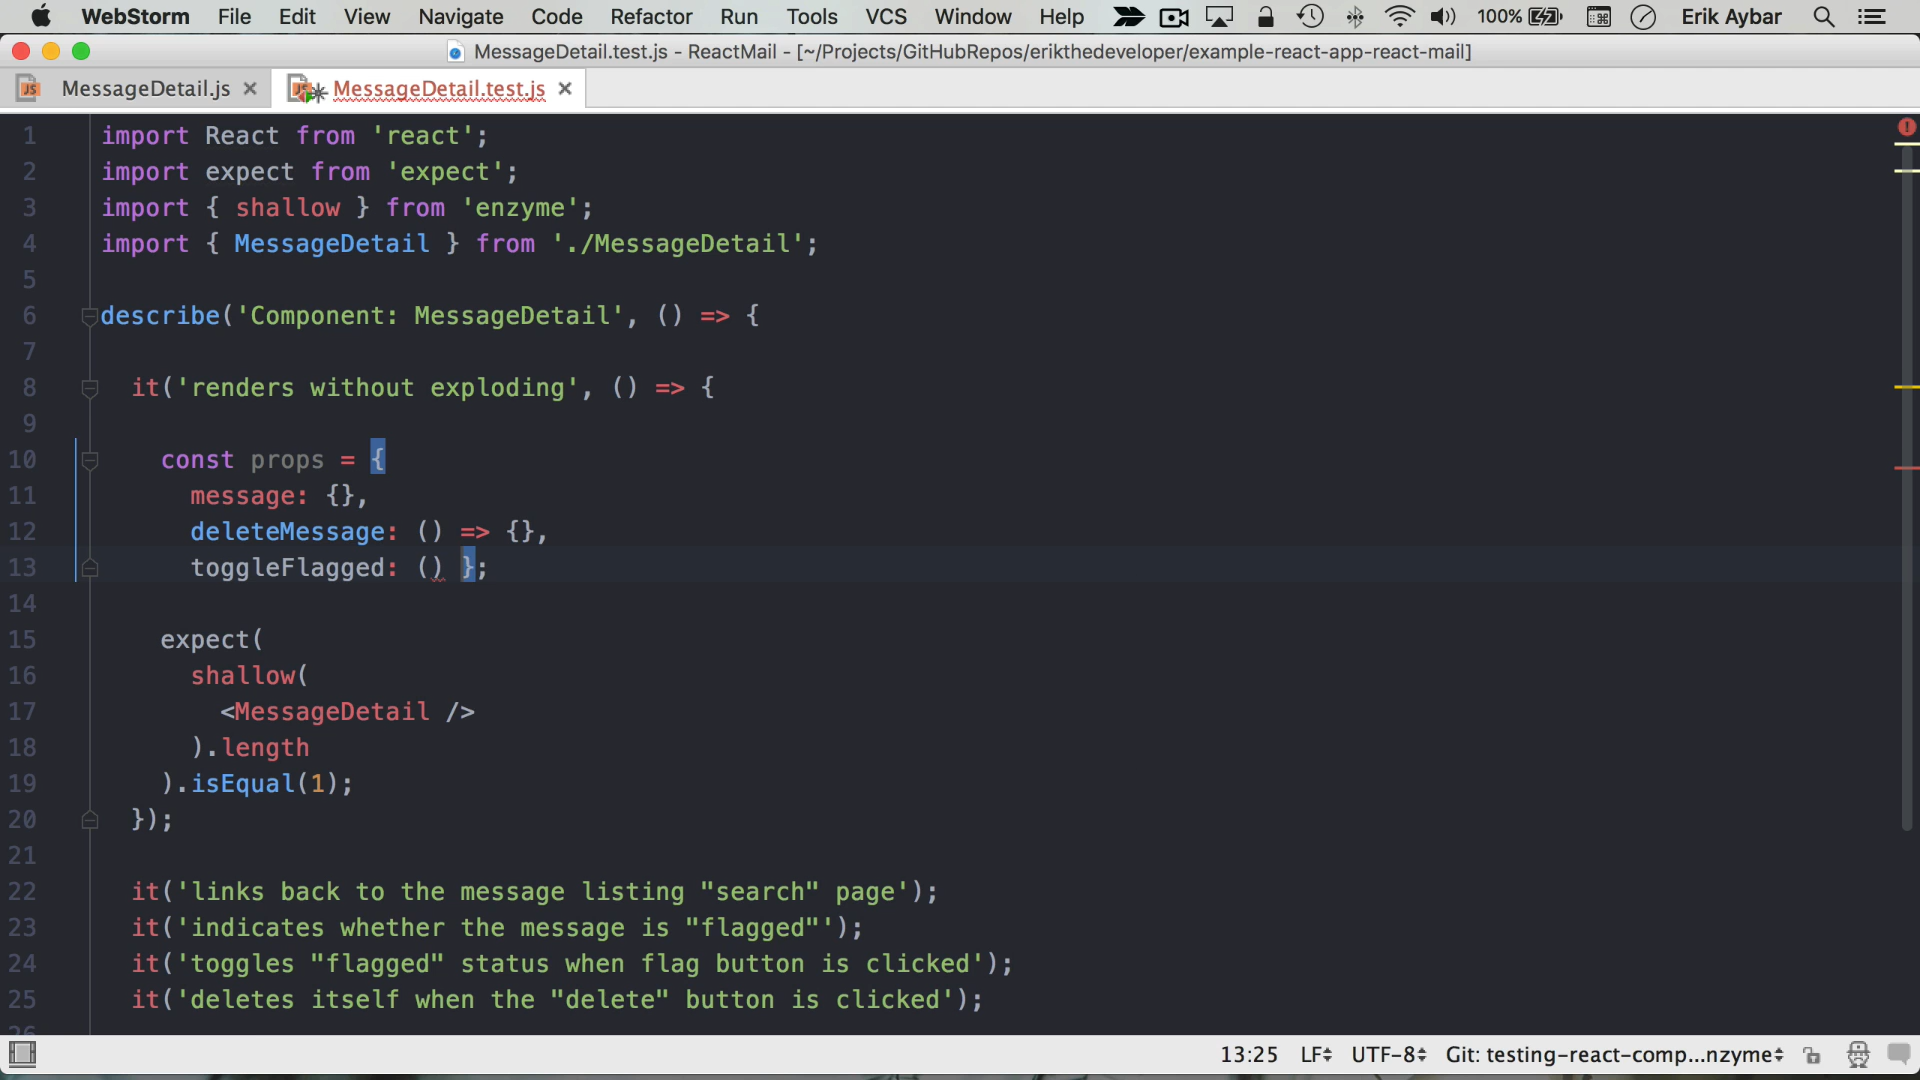 WebStorm File Edit View Navigate Code Refactor Run Tools VCS Window Help 100% Erik Aybar
MessageDetail.test.js - ReactMail - [~/Projects/GitHubRepos/erikthedeveloper/example-react-app-react-mail]
MessageDetail.js MessageDetail.test.js
1 import React from 'react';
2 import expect from 'expect';
3 import { shallow } from 'enzyme';
4 import { MessageDetail } from './MessageDetail';
5
6 describe('Component: MessageDetail', () => {
7
8 it('renders without exploding', () => {
9
10 const props = {
11 message: {},
12 deleteMessage: () => {},
13 toggleFlagged: () };
14
15 expect(
16 shallow(
17 <MessageDetail />
18 ).length
19 ).isEqual(1);
20 });
21
22 it('links back to the message listing "search" page');
23 it('indicates whether the message is "flagged"');
24 it('toggles "flagged" status when flag button is clicked');
25 it('deletes itself when the "delete" button is clicked');
26
13:25 LF UTF-8 Git: testing-react-comp...nzyme